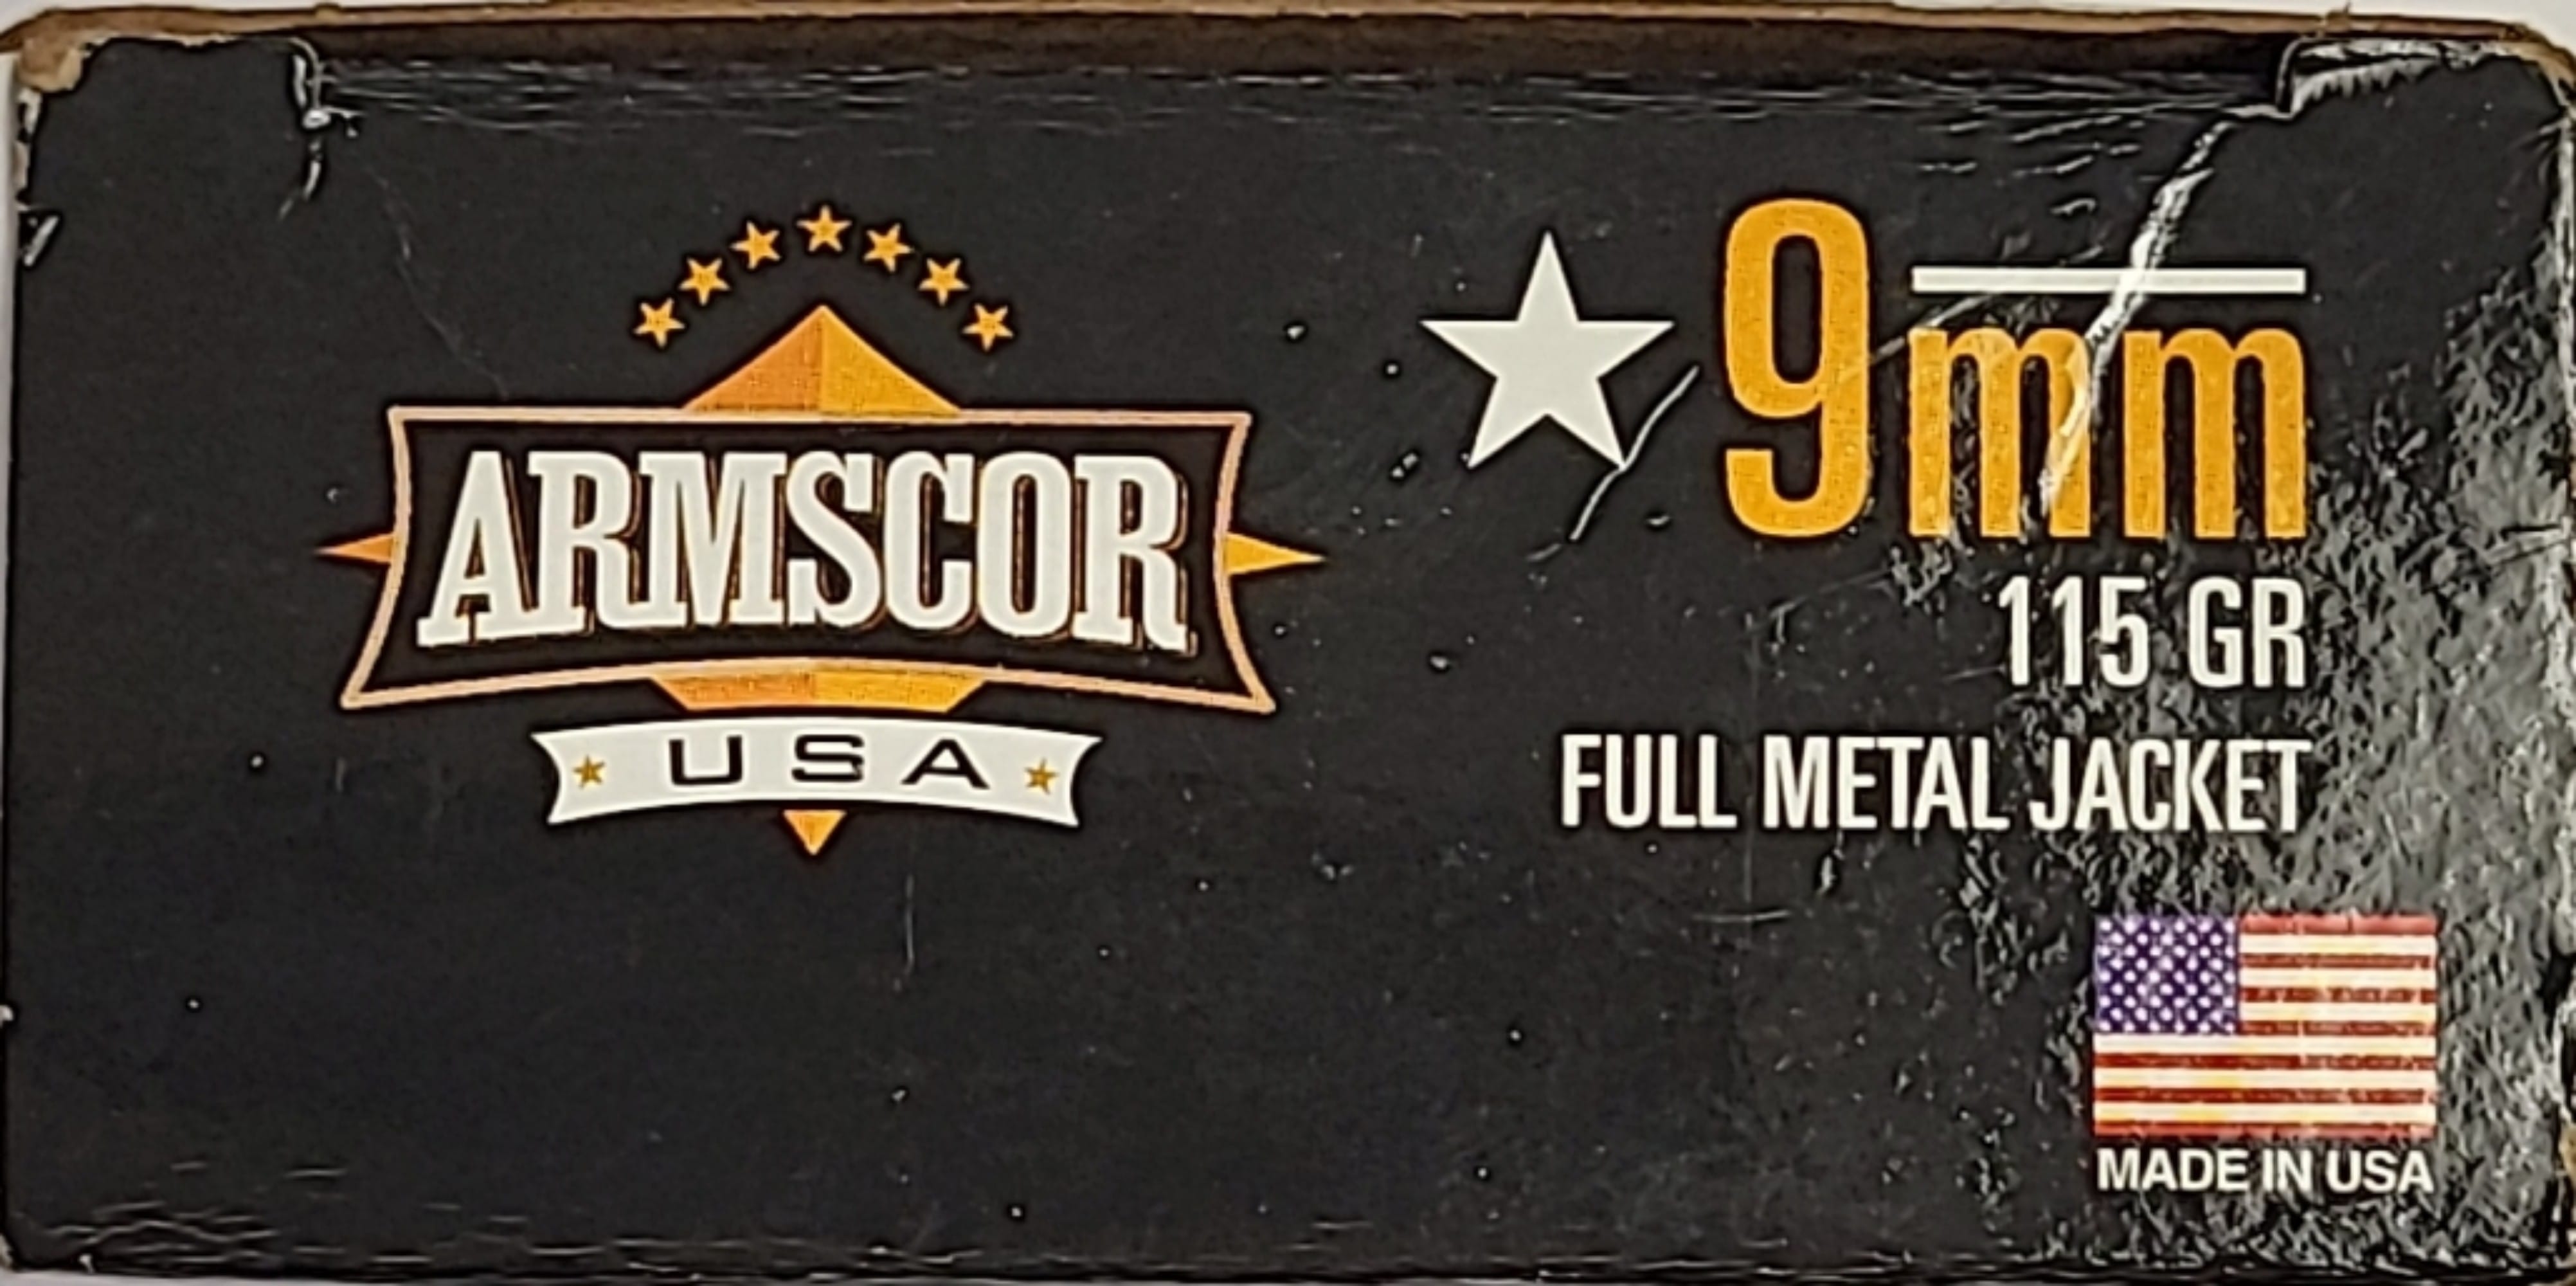 ARMSCOR
USA
9mm
115 GR
FULL METAL JACKET
MADE IN USA